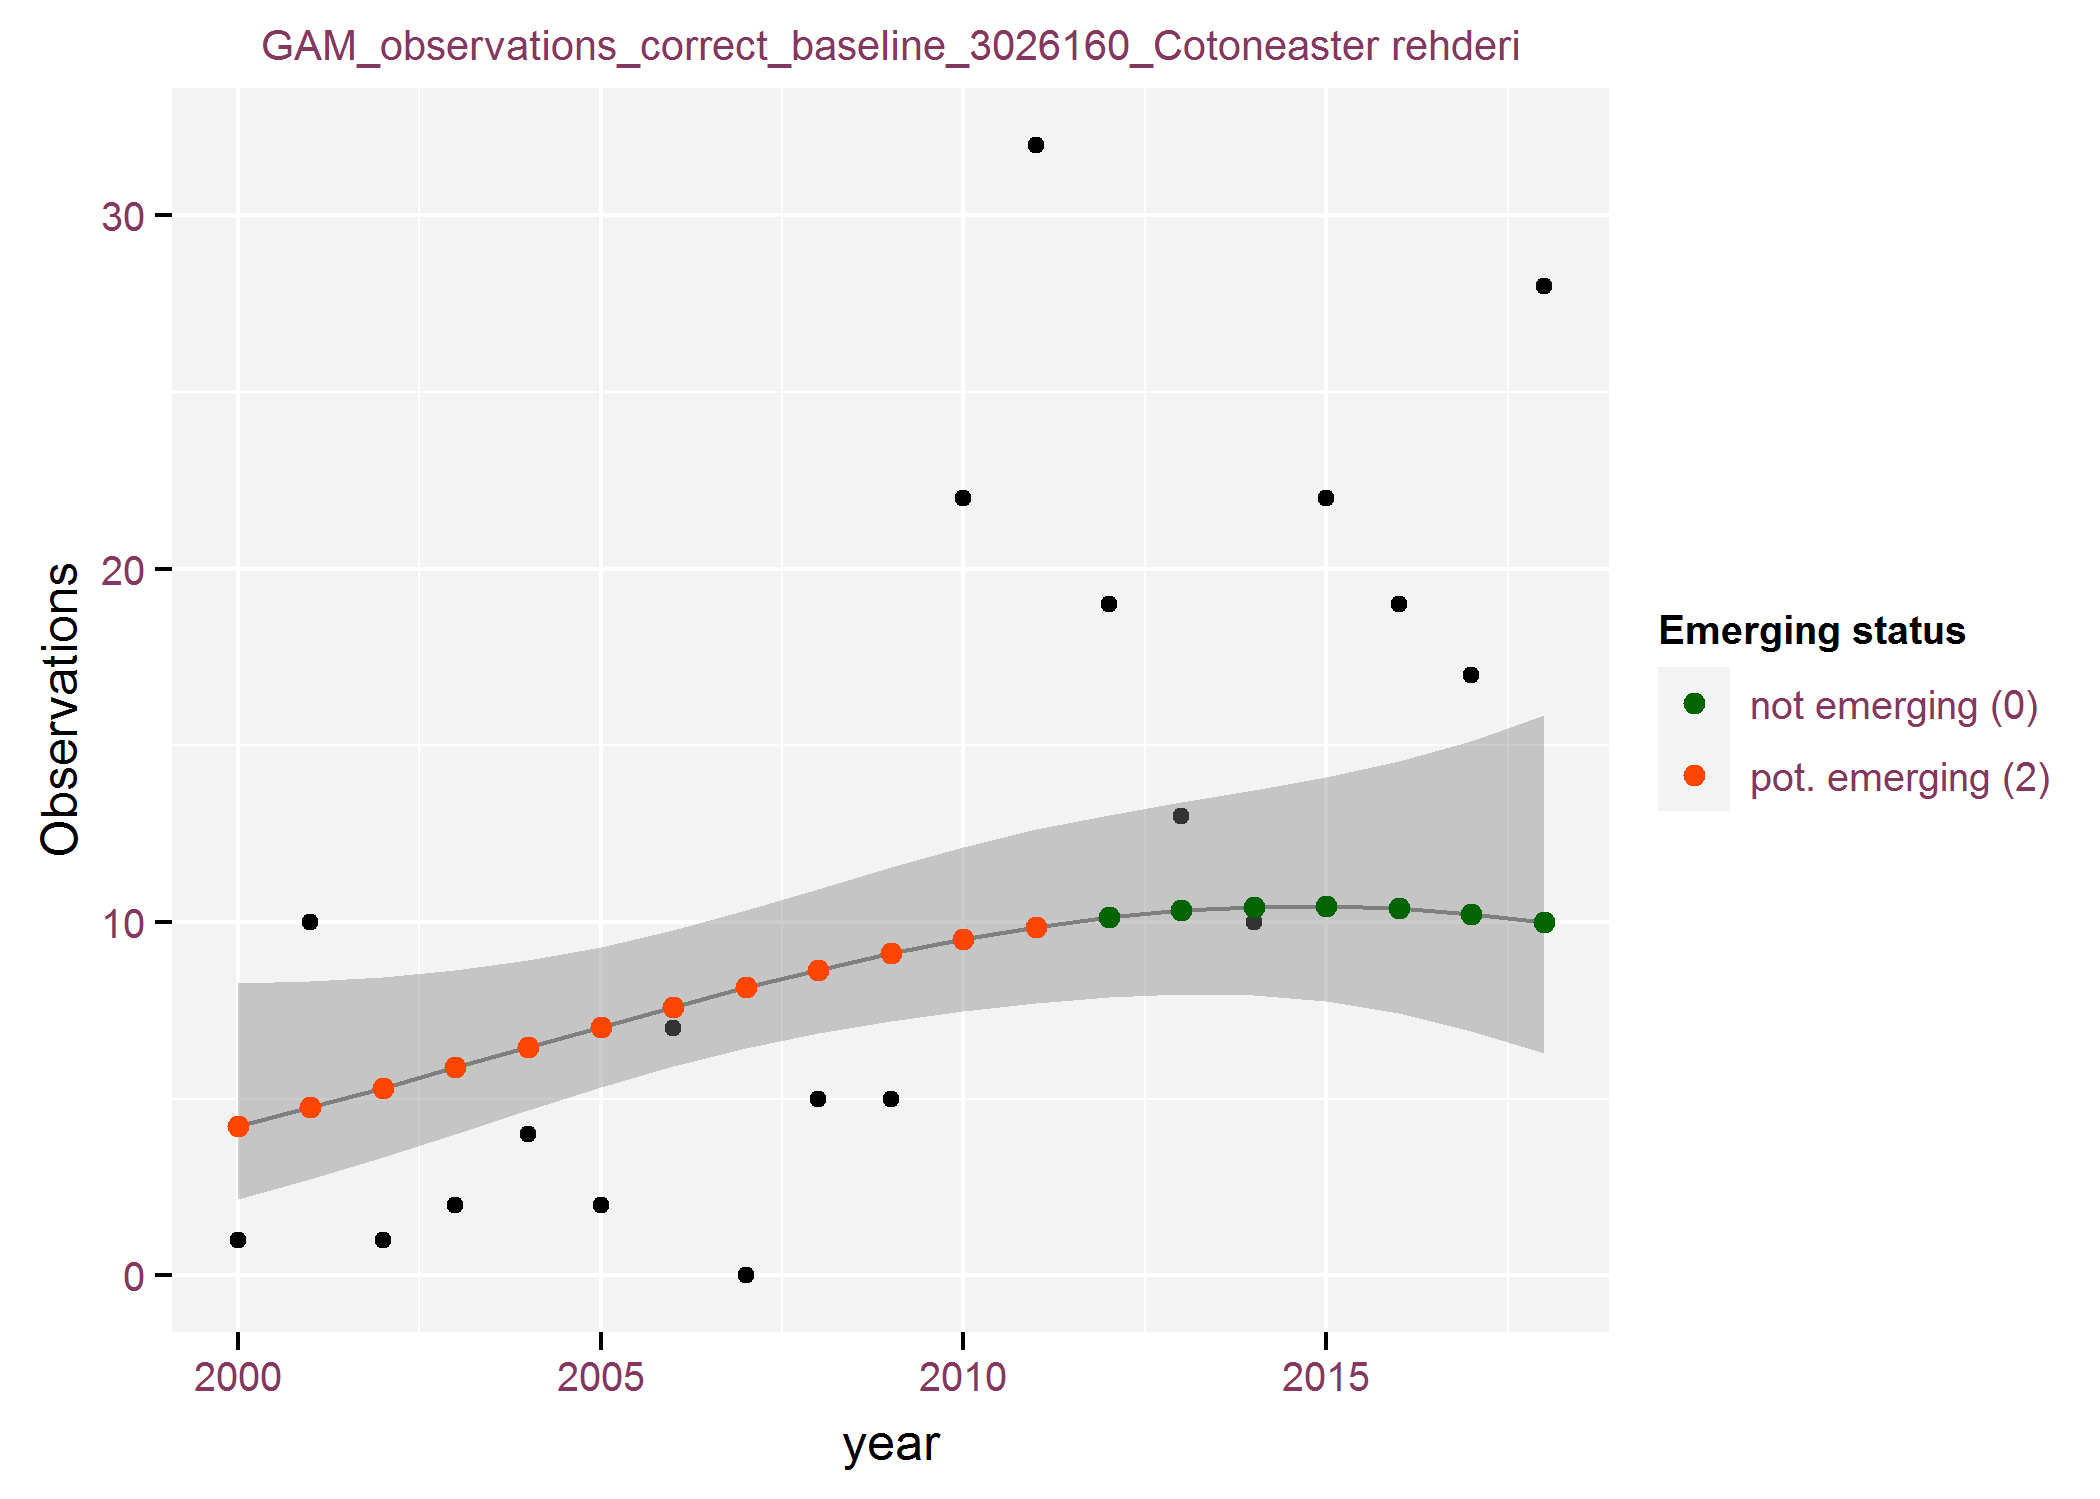 GAM_observations_correct_baseline_3026160_Cotoneaster rehderi
Observations
30
20
10
0
2000 2005 2010 2015
year
Emerging status
not emerging (0)
pot. emerging (2)